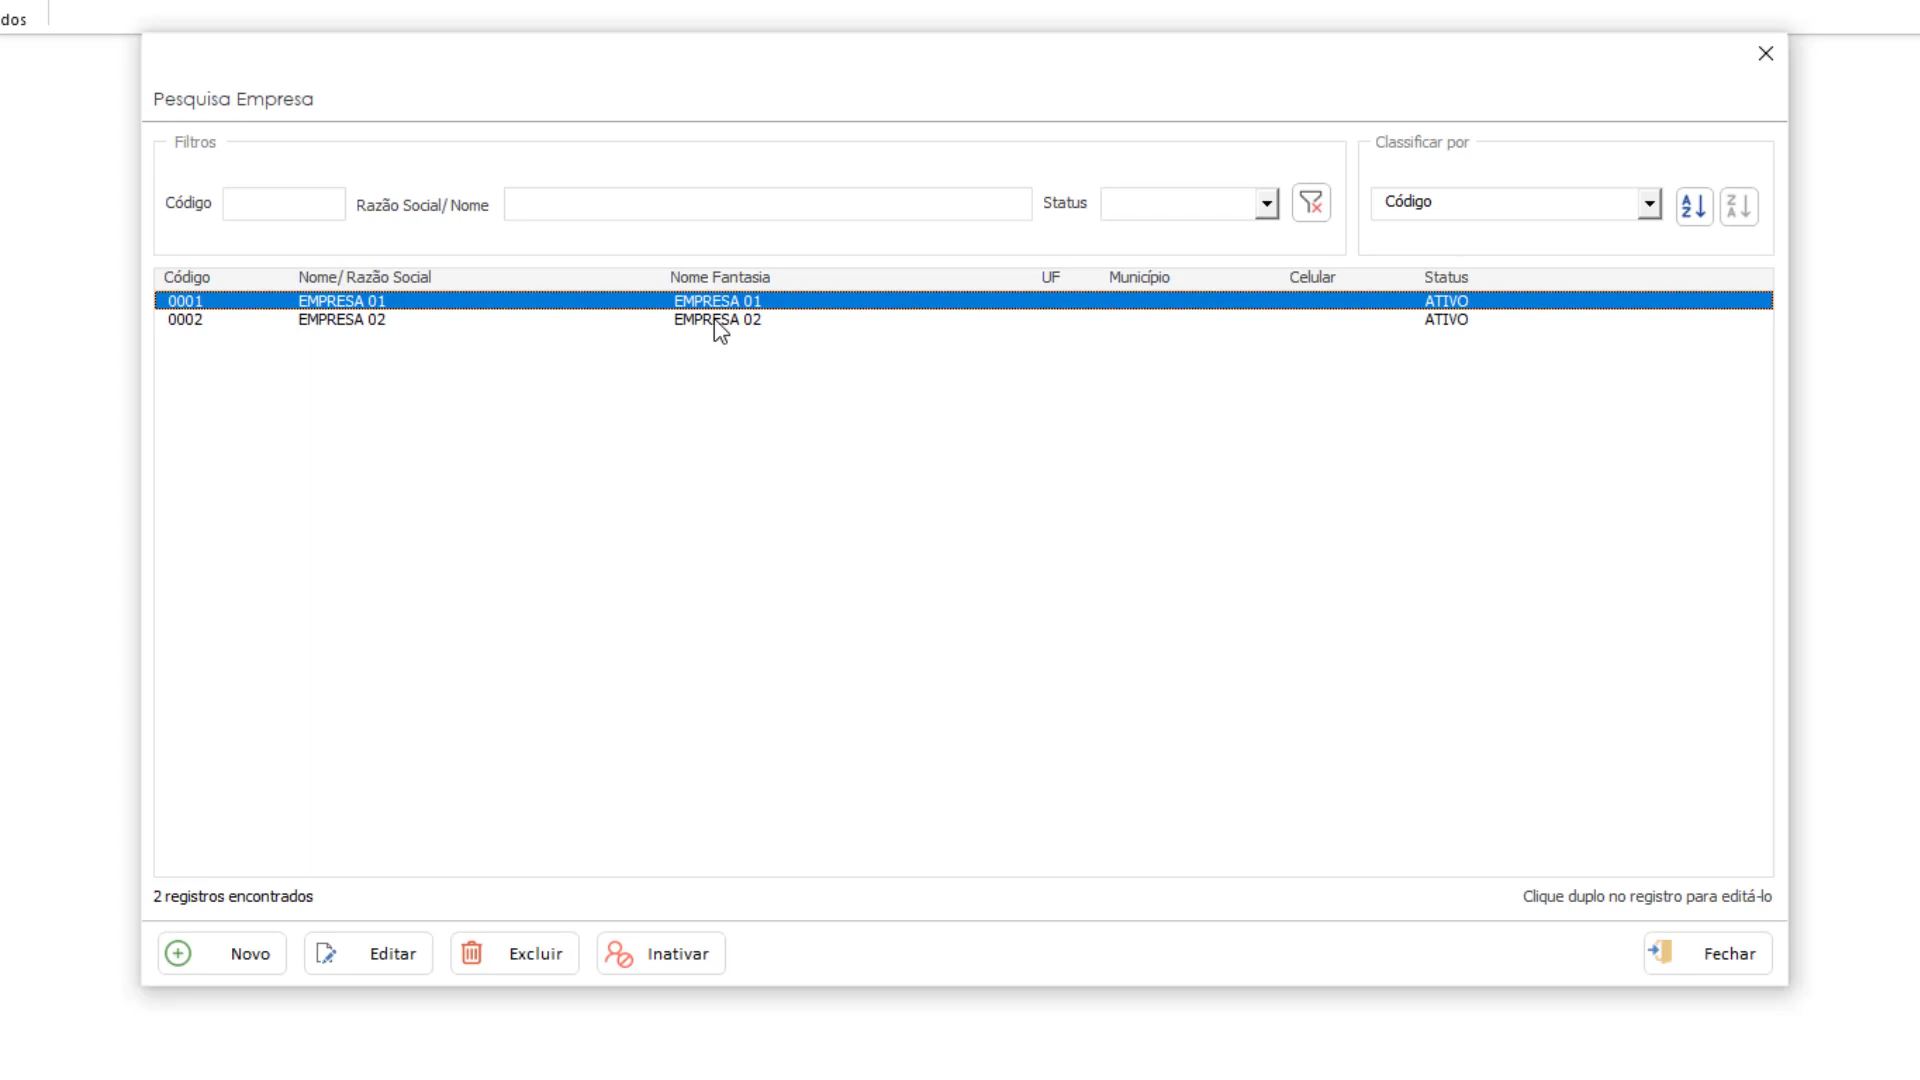 dos
Pesquisa Empresa
Filtros
Classificar por
Código
Razão Social/ Nome
Status
Código
Código Nome/ Razão Social Nome Fantasia UF Município Celular Status
0001 EMPRESA 01 EMPRESA 01 ATIVO
0002 EMPRESA 02 EMPRESA 02 ATIVO
2 registros encontrados
Clique duplo no registro para editá-lo
Novo
Editar
Excluir
Inativar
Fechar